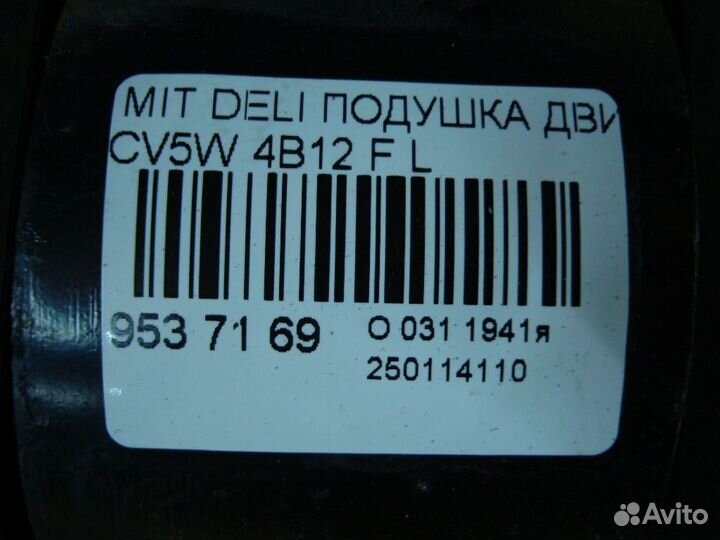 MIT DELI ПОДУШКА ДВИ
CV5W 4B12 F L
953 71 69
О 031 1941я
250114110
Avito